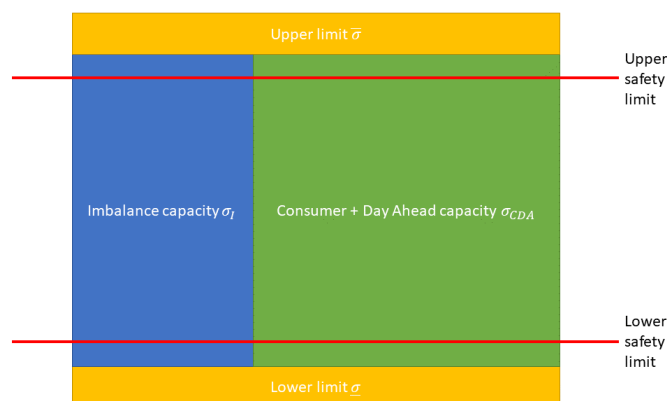 Upper limit σ̅
Upper
safety
limit
Imbalance capacity σ_I
Consumer + Day Ahead capacity σ_CDA
Lower
safety
limit
Lower limit σ̲